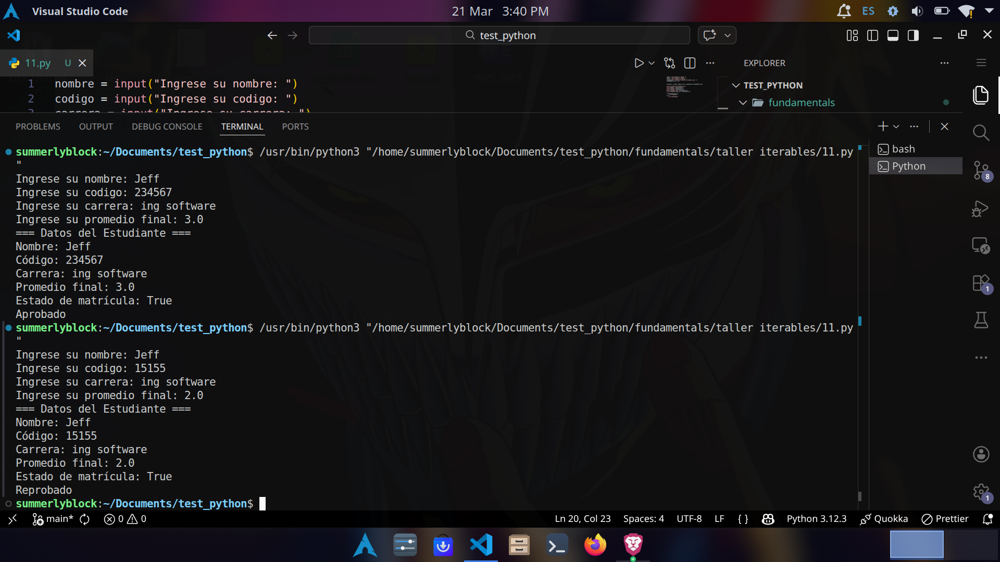 Visual Studio Code
21 Mar 3:40 PM
ES
test_python
11.py U
EXPLORER
1 nombre = input("Ingrese su nombre: ")
2 codigo = input("Ingrese su codigo: ")
3 carrera = input("Ingrese su carrera: ")
TEST_PYTHON
fundamentals
PROBLEMS OUTPUT DEBUG CONSOLE TERMINAL PORTS
summerlyblock:~/Documents/test_python$ /usr/bin/python3 "/home/summerlyblock/Documents/test_python/fundamentals/taller iterables/11.py
"
Ingrese su nombre: Jeff
Ingrese su codigo: 234567
Ingrese su carrera: ing software
Ingrese su promedio final: 3.0
=== Datos del Estudiante ===
Nombre: Jeff
Código: 234567
Carrera: ing software
Promedio final: 3.0
Estado de matrícula: True
Aprobado
summerlyblock:~/Documents/test_python$ /usr/bin/python3 "/home/summerlyblock/Documents/test_python/fundamentals/taller iterables/11.py
"
Ingrese su nombre: Jeff
Ingrese su codigo: 15155
Ingrese su carrera: ing software
Ingrese su promedio final: 2.0
=== Datos del Estudiante ===
Nombre: Jeff
Código: 15155
Carrera: ing software
Promedio final: 2.0
Estado de matrícula: True
Reprobado
summerlyblock:~/Documents/test_python$
bash
Python
8
1
1
main* 0 0
Ln 20, Col 23 Spaces: 4 UTF-8 LF { } Python 3.12.3 Quokka Prettier